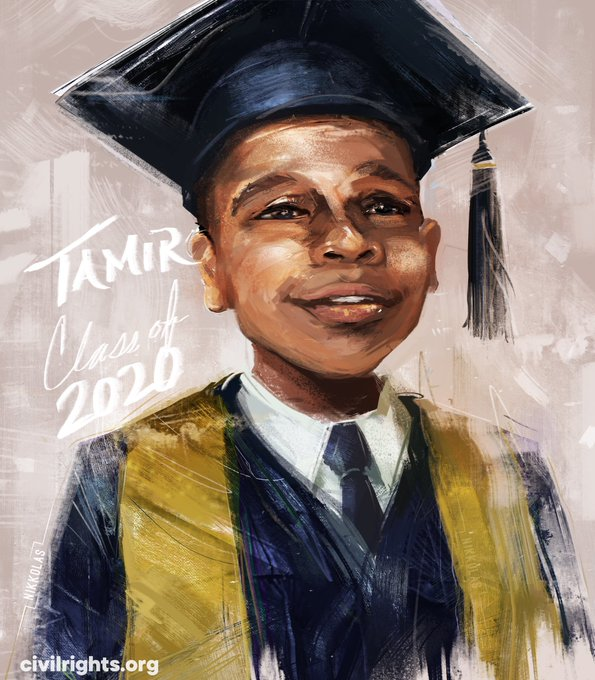 TAMIR
Class of
2020
NIKKOLAS
civilrights.org